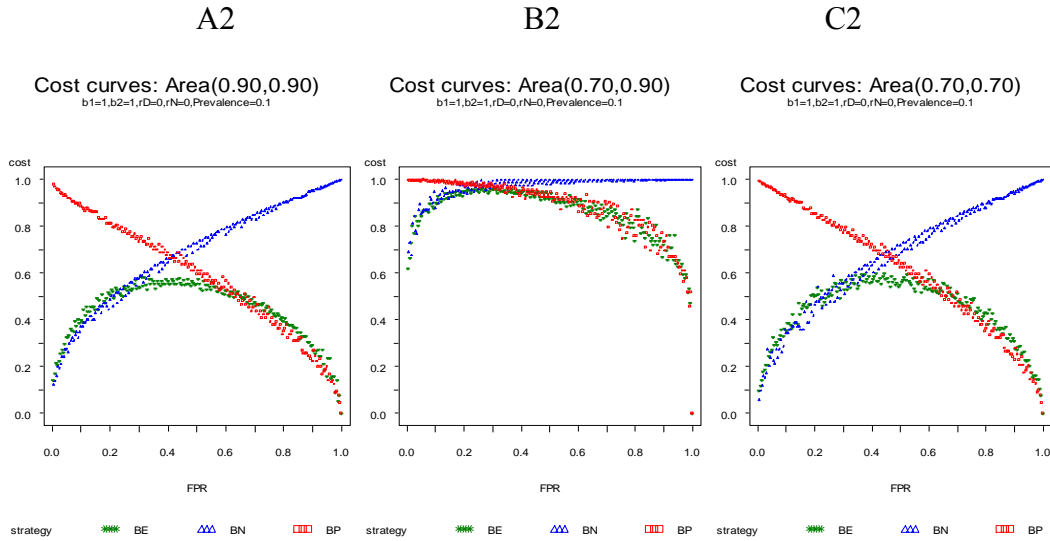 A2
B2
C2
Cost curves: Area(0.90,0.90)
b1=1,b2=1,rD=0,rN=0,Prevalence=0.1
cost
1.0
0.8
0.6
0.4
0.2
0.0
0.0 0.2 0.4 0.6 0.8 1.0
FPR
strategy BE BN BP
Cost curves: Area(0.70,0.90)
b1=1,b2=1,rD=0,rN=0,Prevalence=0.1
cost
1.0
0.8
0.6
0.4
0.2
0.0
0.0 0.2 0.4 0.6 0.8 1.0
FPR
strategy BE BN BP
Cost curves: Area(0.70,0.70)
b1=1,b2=1,rD=0,rN=0,Prevalence=0.1
cost
1.0
0.8
0.6
0.4
0.2
0.0
0.0 0.2 0.4 0.6 0.8 1.0
FPR
strategy BE BN BP